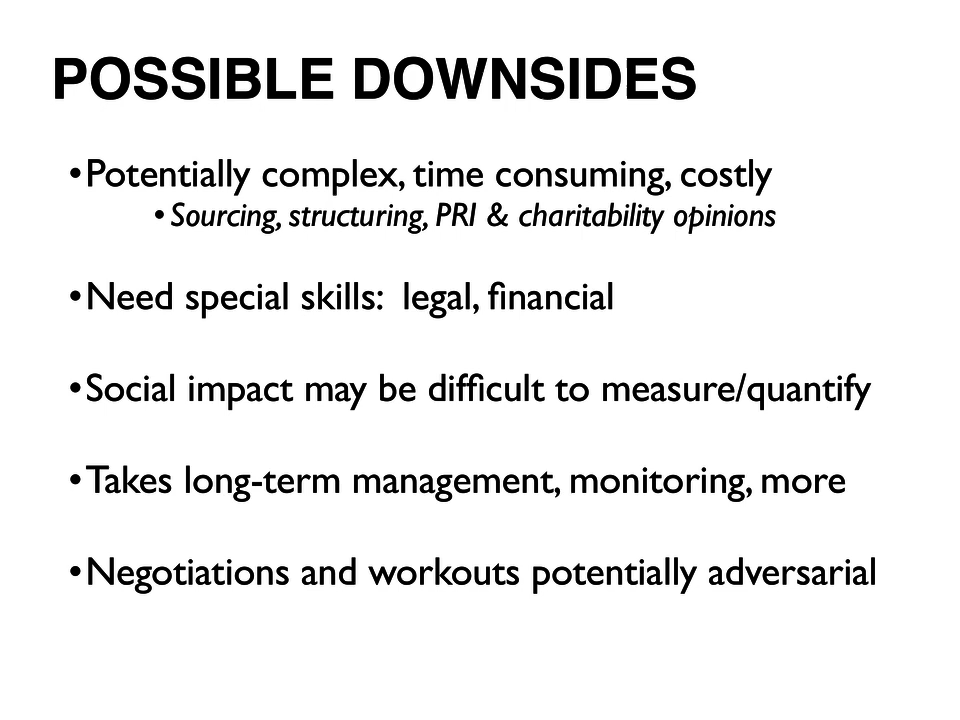 POSSIBLE DOWNSIDES
•Potentially complex, time consuming, costly
•Sourcing, structuring, PRI & charitability opinions
•Need special skills:  legal, financial
•Social impact may be difficult to measure/quantify
•Takes long-term management, monitoring, more
•Negotiations and workouts potentially adversarial